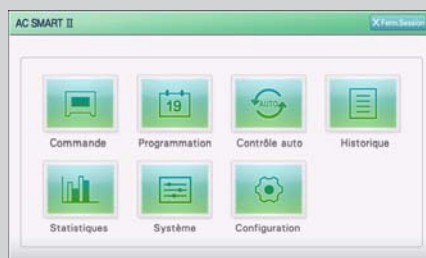 AC SMART II
X Ferm.Session
19
AUTO
Commande Programmation Contrôle auto Historique
Statistiques Système Configuration